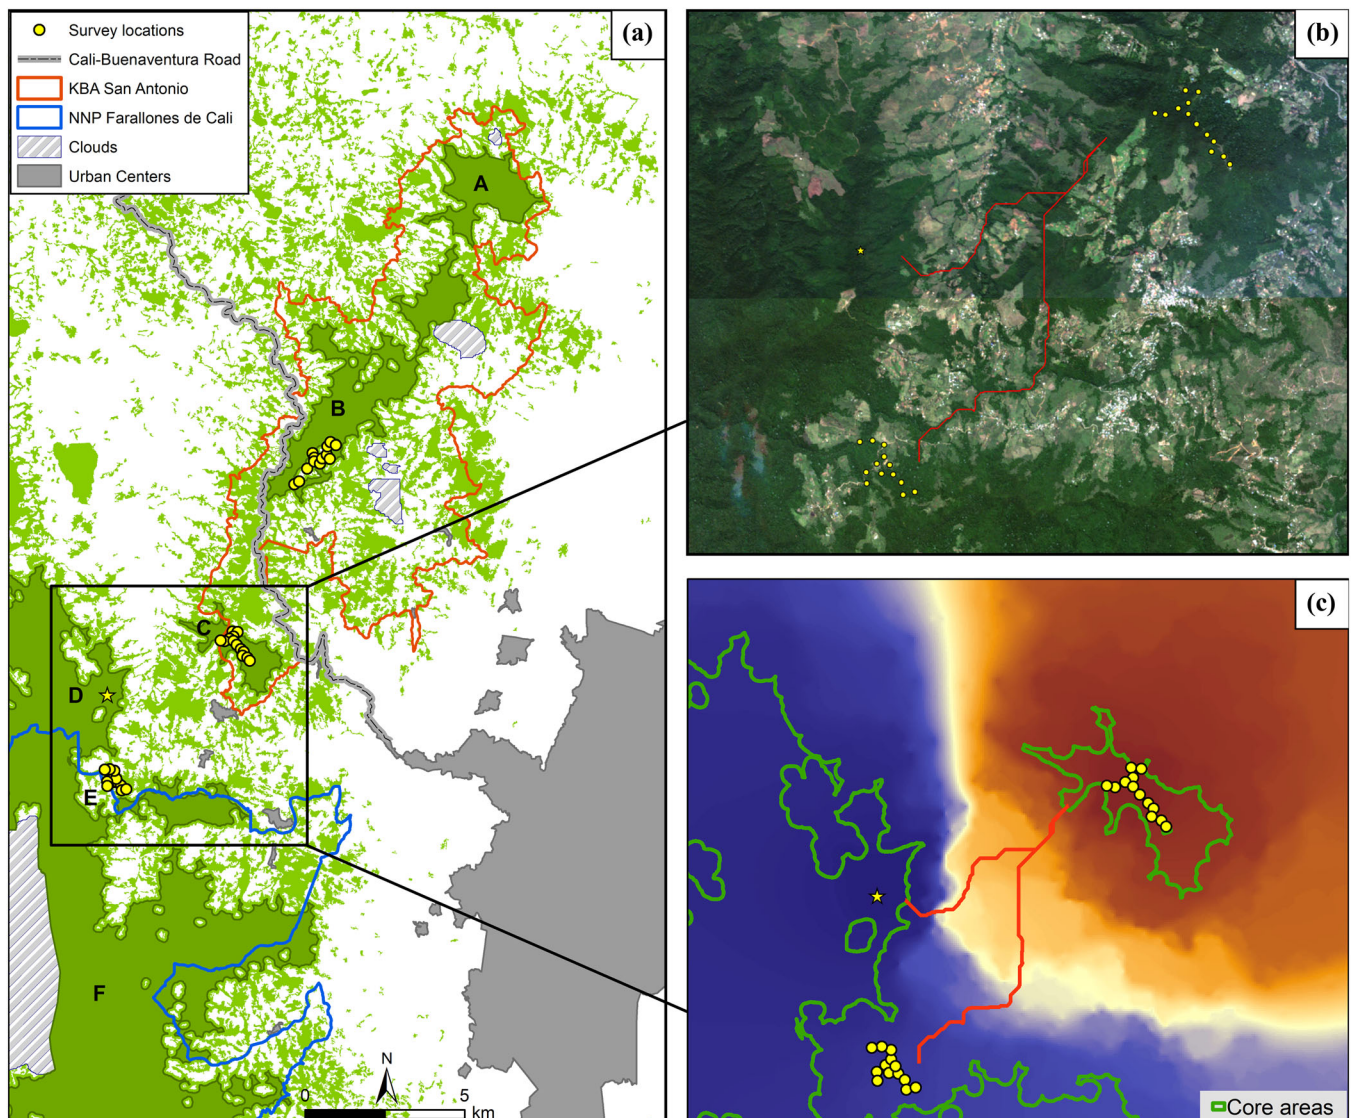 Survey locations
Cali-Buenaventura Road
KBA San Antonio
NNP Farallones de Cali
Clouds
Urban Centers
(a)
A
B
C
D
E
F
N
0 5
km
(b)
(c)
Core areas